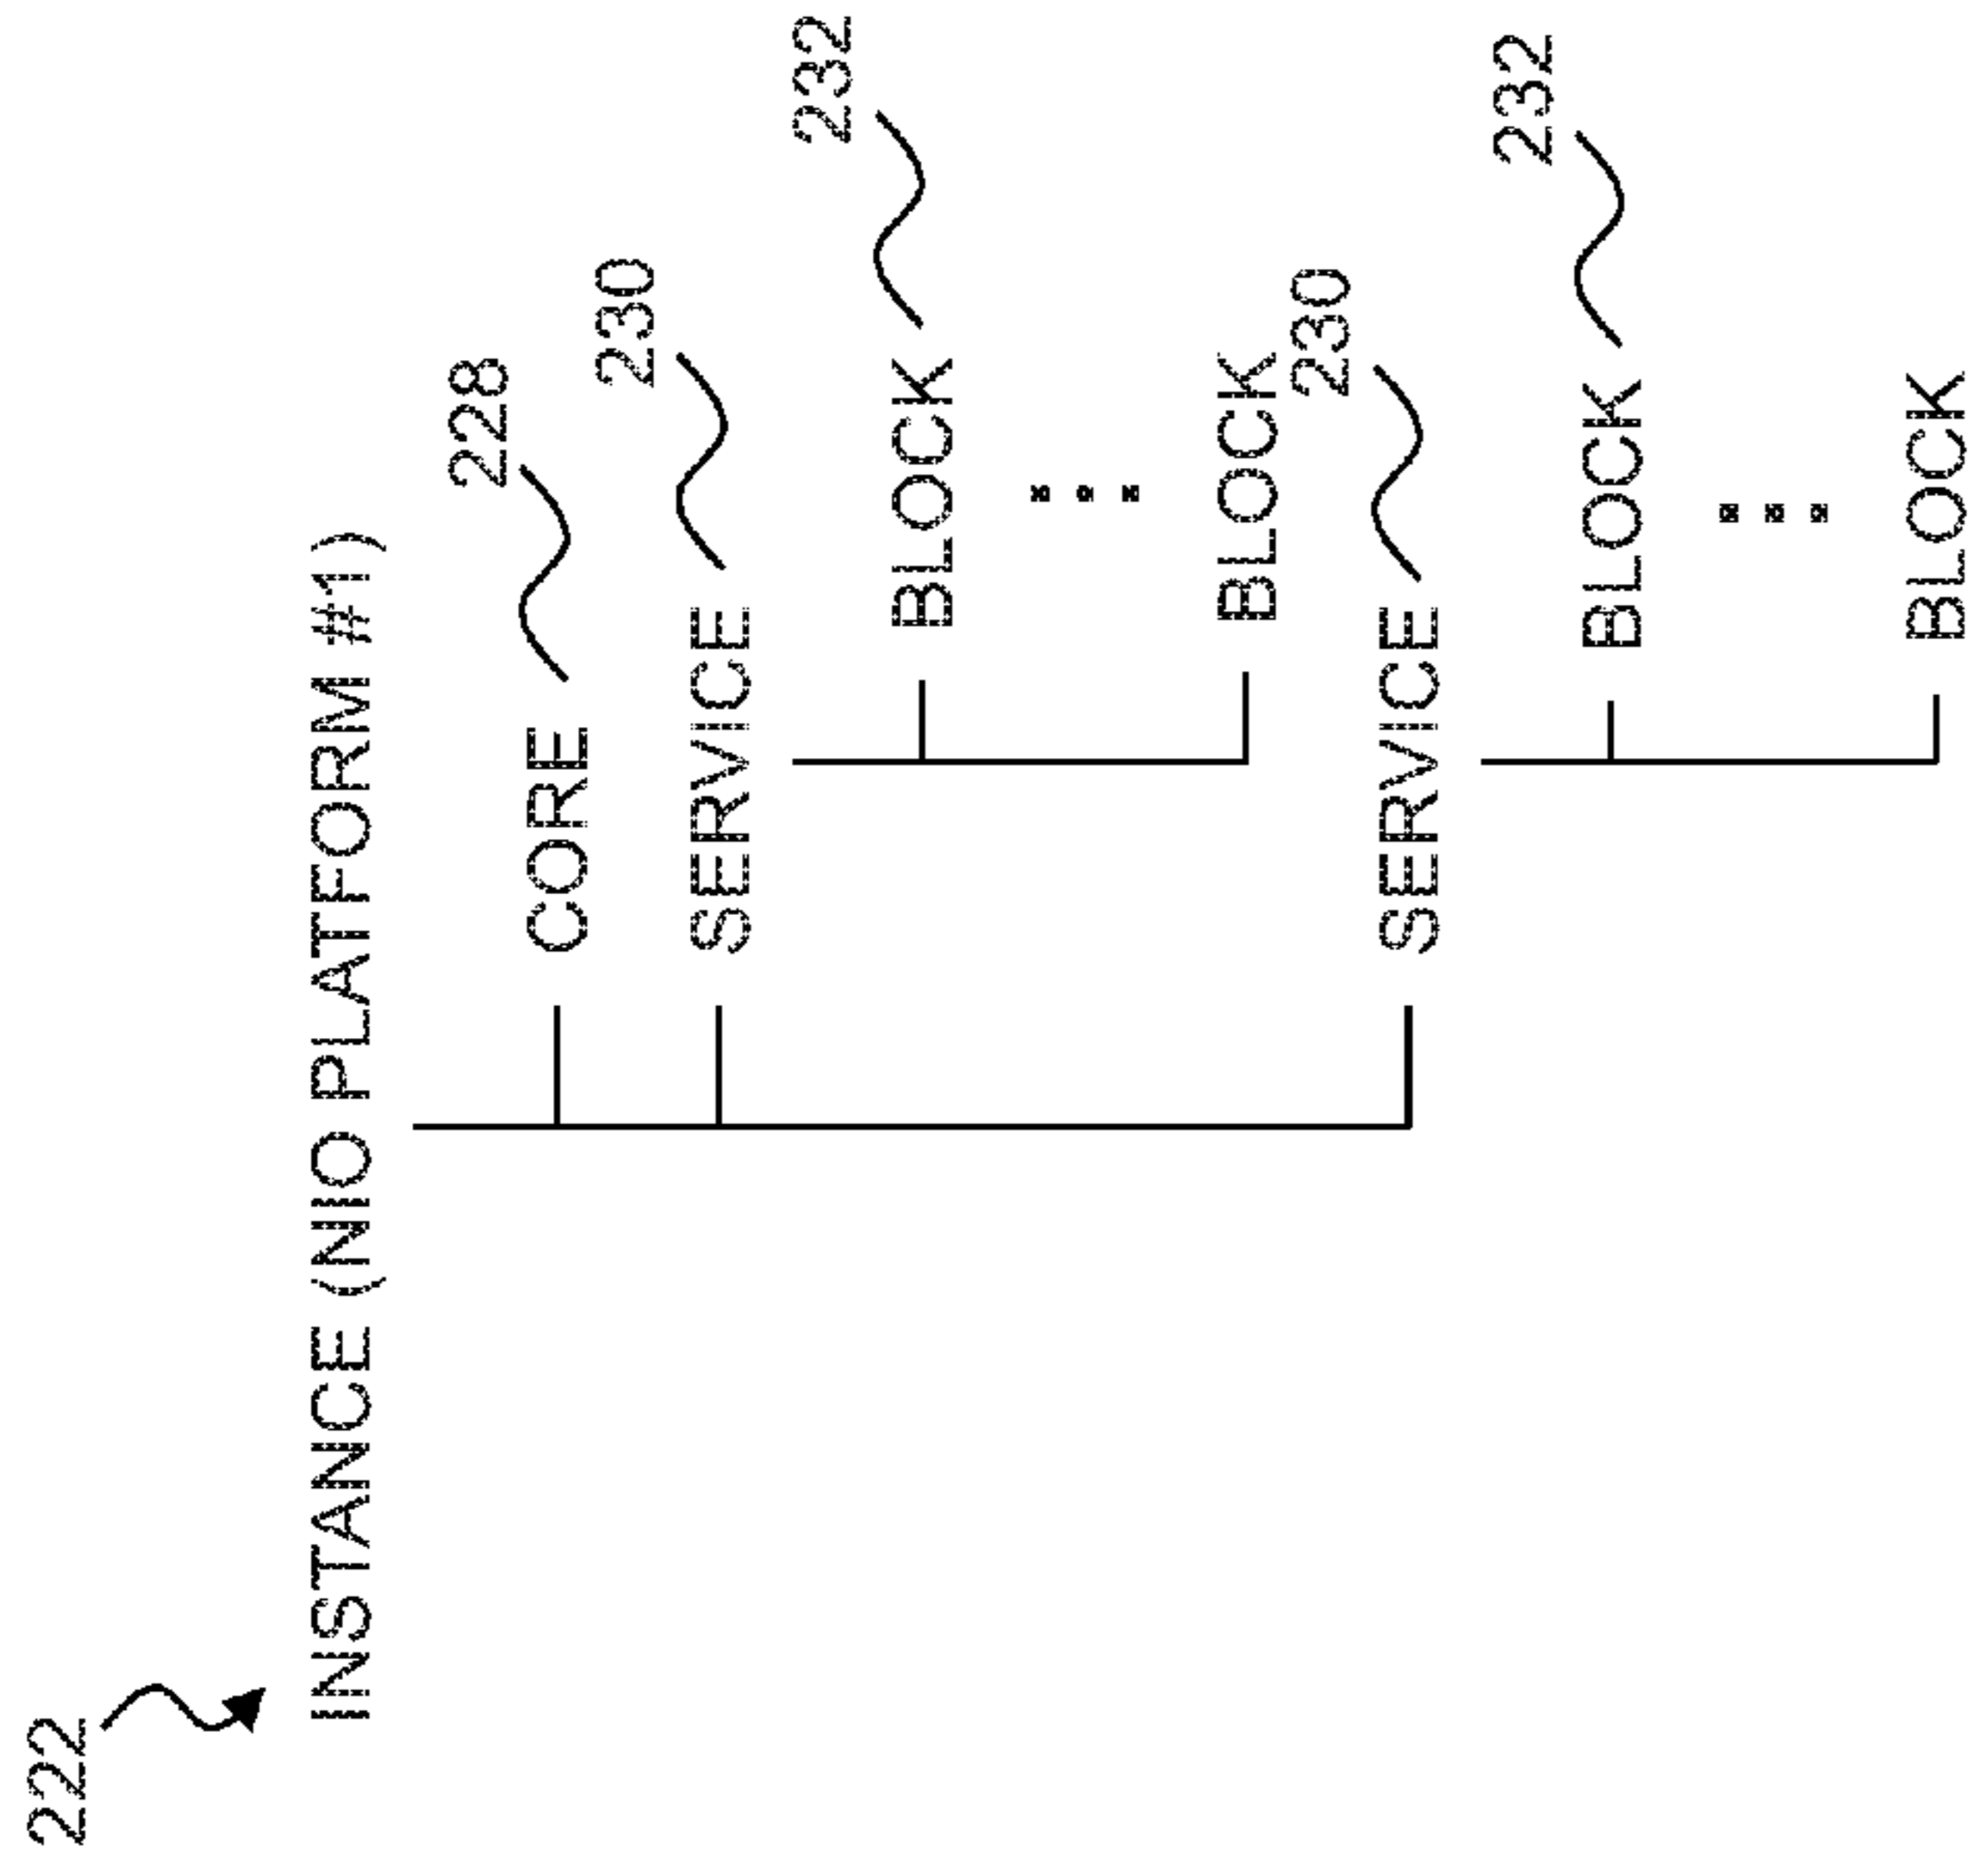 222
INSTANCE (NIO PLATFORM #1)
228
CORE
230
SERVICE
232
BLOCK
...
BLOCK
230
SERVICE
232
BLOCK
...
BLOCK